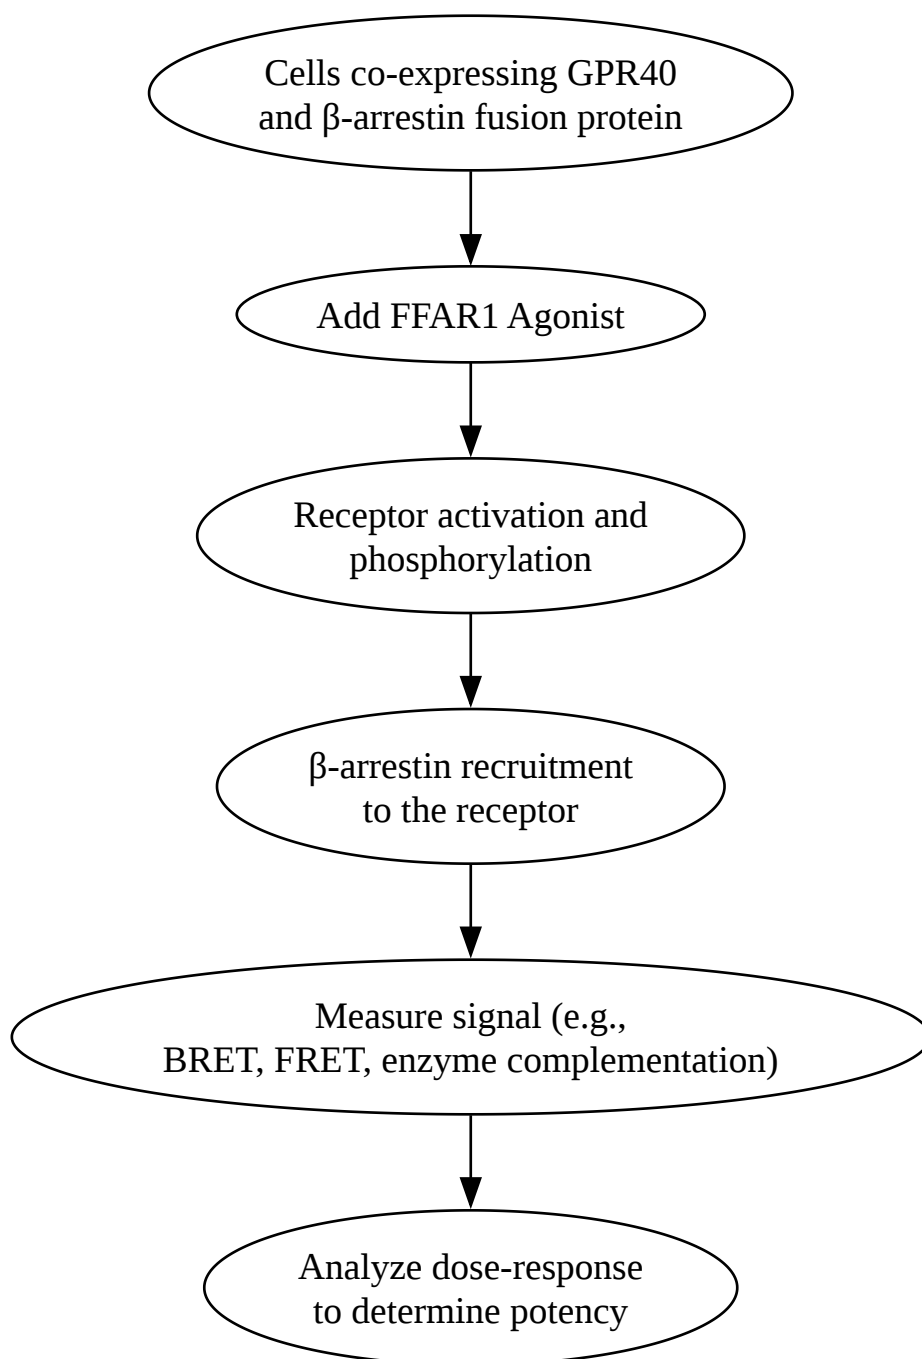 Cells co-expressing GPR40
and β-arrestin fusion protein
Add FFAR1 Agonist
Receptor activation and
phosphorylation
β-arrestin recruitment
to the receptor
Measure signal (e.g.,
BRET, FRET, enzyme complementation)
Analyze dose-response
to determine potency